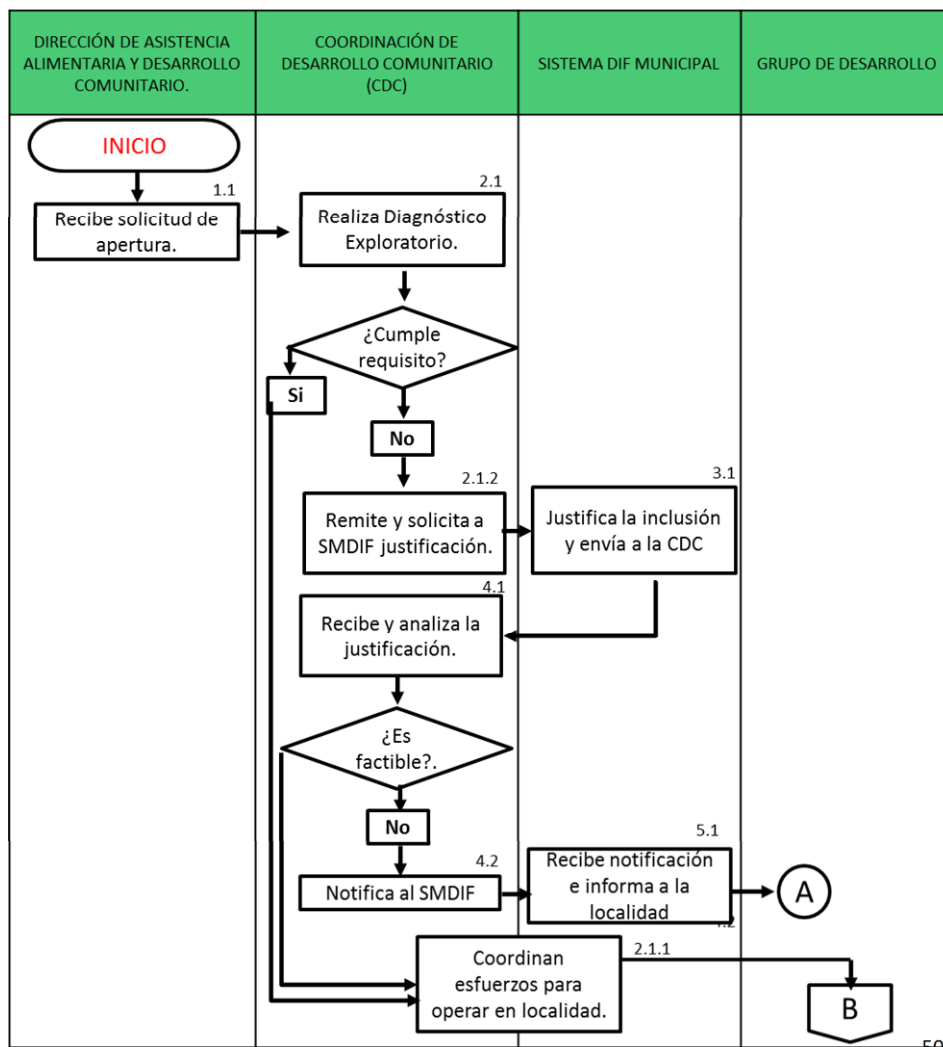 DIRECCIÓN DE ASISTENCIA
ALIMENTARIA Y DESARROLLO
COMUNITARIO.
COORDINACIÓN DE
DESARROLLO COMUNITARIO
(CDC)
SISTEMA DIF MUNICIPAL
GRUPO DE DESARROLLO
INICIO
1.1
Recibe solicitud de
apertura.
2.1
Realiza Diagnóstico
Exploratorio.
¿Cumple
requisito?
Si
No
2.1.2
Remite y solicita a
SMDIF justificación.
3.1
Justifica la inclusión
y envía a la CDC
4.1
Recibe y analiza la
justificación.
¿Es
factible?.
No
4.2
Notifica al SMDIF
5.1
Recibe notificación
e informa a la
localidad
A
2.1.1
Coordinan
esfuerzos para
operar en localidad.
B